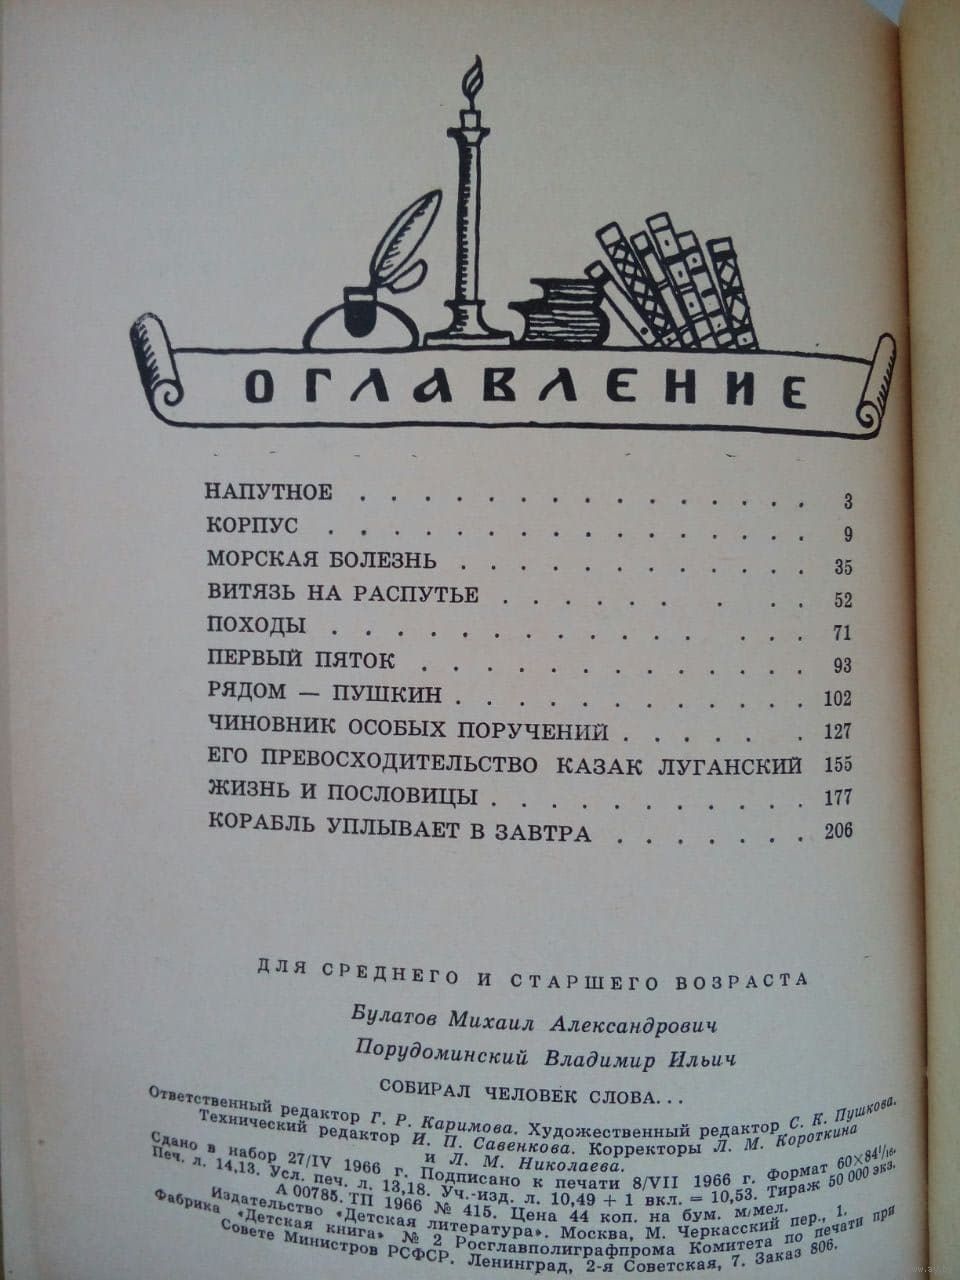 ОГЛАВЛЕНИЕ
НАПУТНОЕ . . . . . . . . . . . . . . . 3
КОРПУС . . . . . . . . . . . . . . . . 9
МОРСКАЯ БОЛЕЗНЬ . . . . . . . . . . . 35
ВИТЯЗЬ НА РАСПУТЬЕ . . . . . . . . . 52
ПОХОДЫ . . . . . . . . . . . . . . . 71
ПЕРВЫЙ ПЯТОК . . . . . . . . . . . . 93
РЯДОМ — ПУШКИН . . . . . . . . . . . 102
ЧИНОВНИК ОСОБЫХ ПОРУЧЕНИЙ . . . . . . 127
ЕГО ПРЕВОСХОДИТЕЛЬСТВО КАЗАК ЛУГАНСКИЙ 155
ЖИЗНЬ И ПОСЛОВИЦЫ . . . . . . . . . . 177
КОРАБЛЬ УПЛЫВАЕТ В ЗАВТРА . . . . . . . 206
ДЛЯ СРЕДНЕГО И СТАРШЕГО ВОЗРАСТА
Булатов Михаил Александрович
Порудоминский Владимир Ильич
СОБИРАЛ ЧЕЛОВЕК СЛОВА...
Ответственный редактор Г. Р. Каримова. Художественный редактор С. К. Пушкова.
Технический редактор И. П. Савенкова. Корректоры Л. М. Короткина
и Л. М. Николаева.
Сдано в набор 27/IV 1966 г. Подписано к печати 8/VII 1966 г. Формат 60×84¹/₁₆.
Печ. л. 14,13. Усл. печ. л. 13,18. Уч.-изд. л. 10,49 + 1 вкл. = 10,53. Тираж 50 000 экз.
А 00785. ТП 1966 № 415. Цена 44 коп. на бум. м/мел.
Издательство «Детская литература». Москва, М. Черкасский пер., 1.
Фабрика «Детская книга» № 2 Росглавполиграфпрома Комитета по печати при
Совете Министров РСФСР. Ленинград, 2-я Советская, 7. Заказ 806.